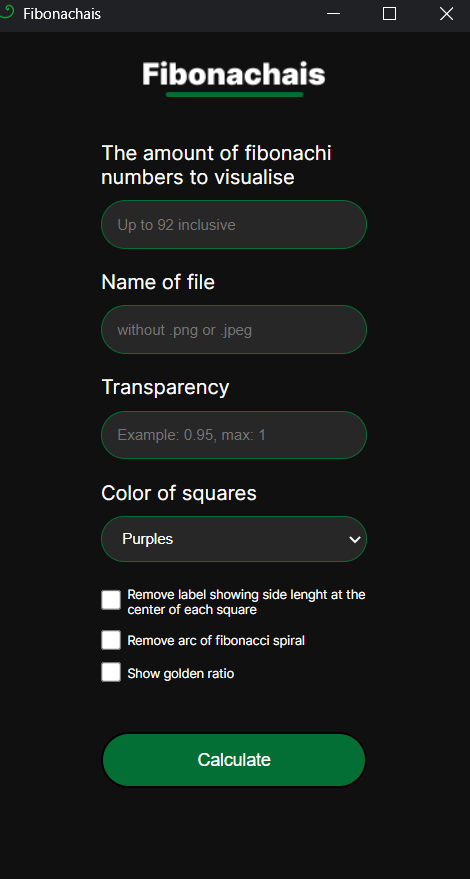 Fibonachais
Fibonachais
The amount of fibonachi
numbers to visualise
Up to 92 inclusive
Name of file
without .png or .jpeg
Transparency
Example: 0.95, max: 1
Color of squares
Purples
Remove label showing side lenght at the
center of each square
Remove arc of fibonacci spiral
Show golden ratio
Calculate